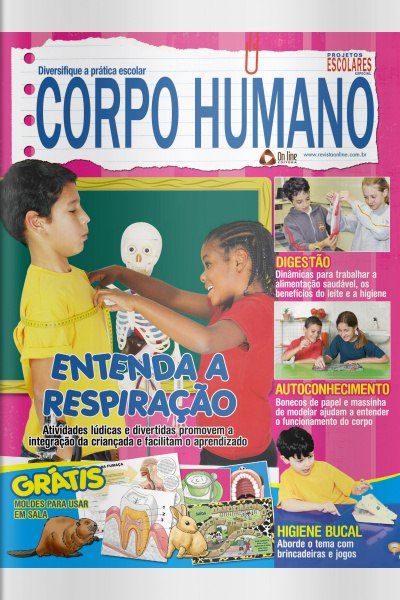 PROJETOS
ESCOLARES
ESPECIAL
Diversifique a prática escolar
CORPO HUMANO
On line
EDITORA
www.revistaonline.com.br
DIGESTÃO
Dinâmicas para trabalhar a
alimentação saudável, os
benefícios do leite e a higiene
ENTENDA A
RESPIRAÇÃO
Atividades lúdicas e divertidas promovem a
integração da criançada e facilitam o aprendizado
AUTOCONHECIMENTO
Bonecos de papel e massinha
de modelar ajudam a entender
o funcionamento do corpo
GRÁTIS
MOLDES PARA USAR
EM SALA
HIGIENE BUCAL
Aborde o tema com
brincadeiras e jogos